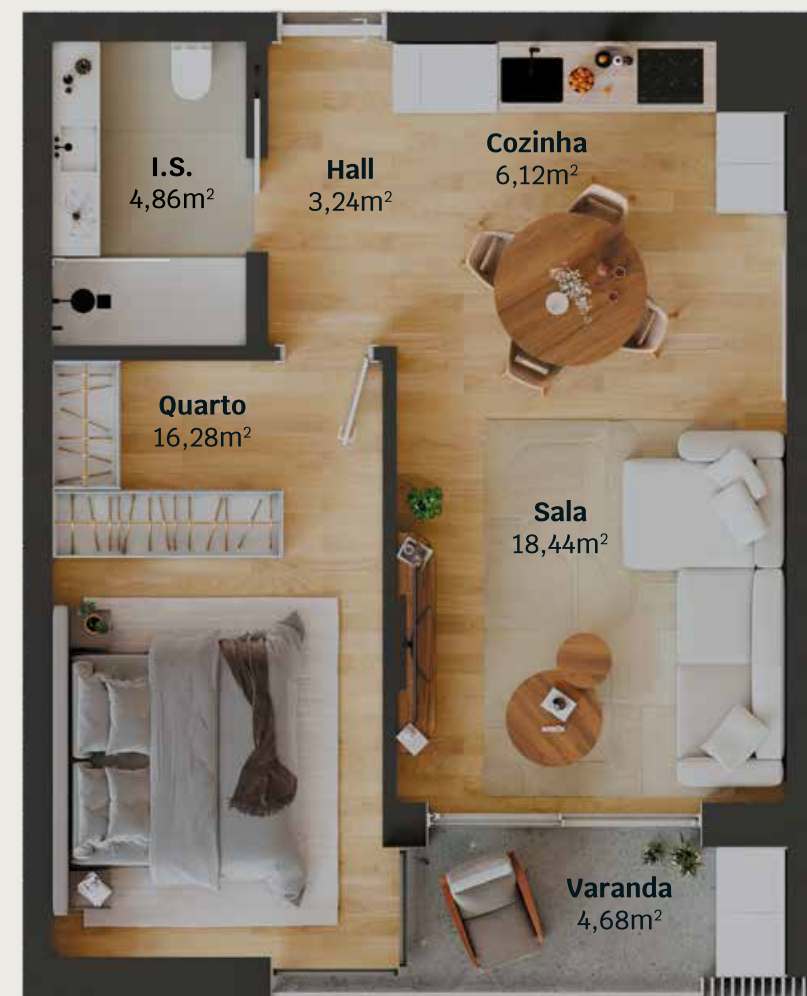 I.S.
4,86m²
Hall
3,24m²
Cozinha
6,12m²
Quarto
16,28m²
Sala
18,44m²
Varanda
4,68m²